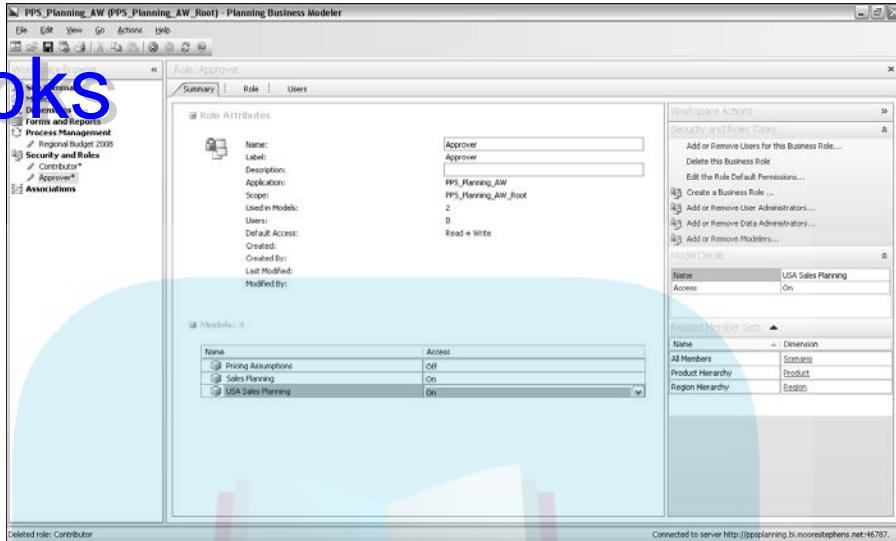 PPS_Planning_AW (PPS_Planning_AW_Root) - Planning Business Modeler
File Edit View Go Actions Help
Role: Approver
oks
Summary Role Users
Forms and Reports
Process Management
Regional Budget 2008
Security and Roles
Contributor*
Approver*
Associations
Role Attributes
Name: Approver
Label: Approver
Description:
Application: PPS_Planning_AW
Scope: PPS_Planning_AW_Root
Used in Models: 2
Users: 0
Default Access: Read + Write
Created:
Created By:
Last Modified:
Modified By:
Models: 3
Name Access
Pricing Assumptions Off
Sales Planning On
USA Sales Planning On
Workspace Actions
Security and Roles Tasks
Add or Remove Users for this Business Role...
Delete this Business Role
Edit the Role Default Permissions...
Create a Business Role ...
Add or Remove User Administrators...
Add or Remove Data Administrators...
Add or Remove Modelers...
Model Details
Name USA Sales Planning
Access On
Related Member Sets
Name Dimension
All Members Scenario
Product Hierarchy Product
Region Hierarchy Region
Deleted role: Contributor
Connected to server http://ppsplanning.bi.moorestephens.net:46787.